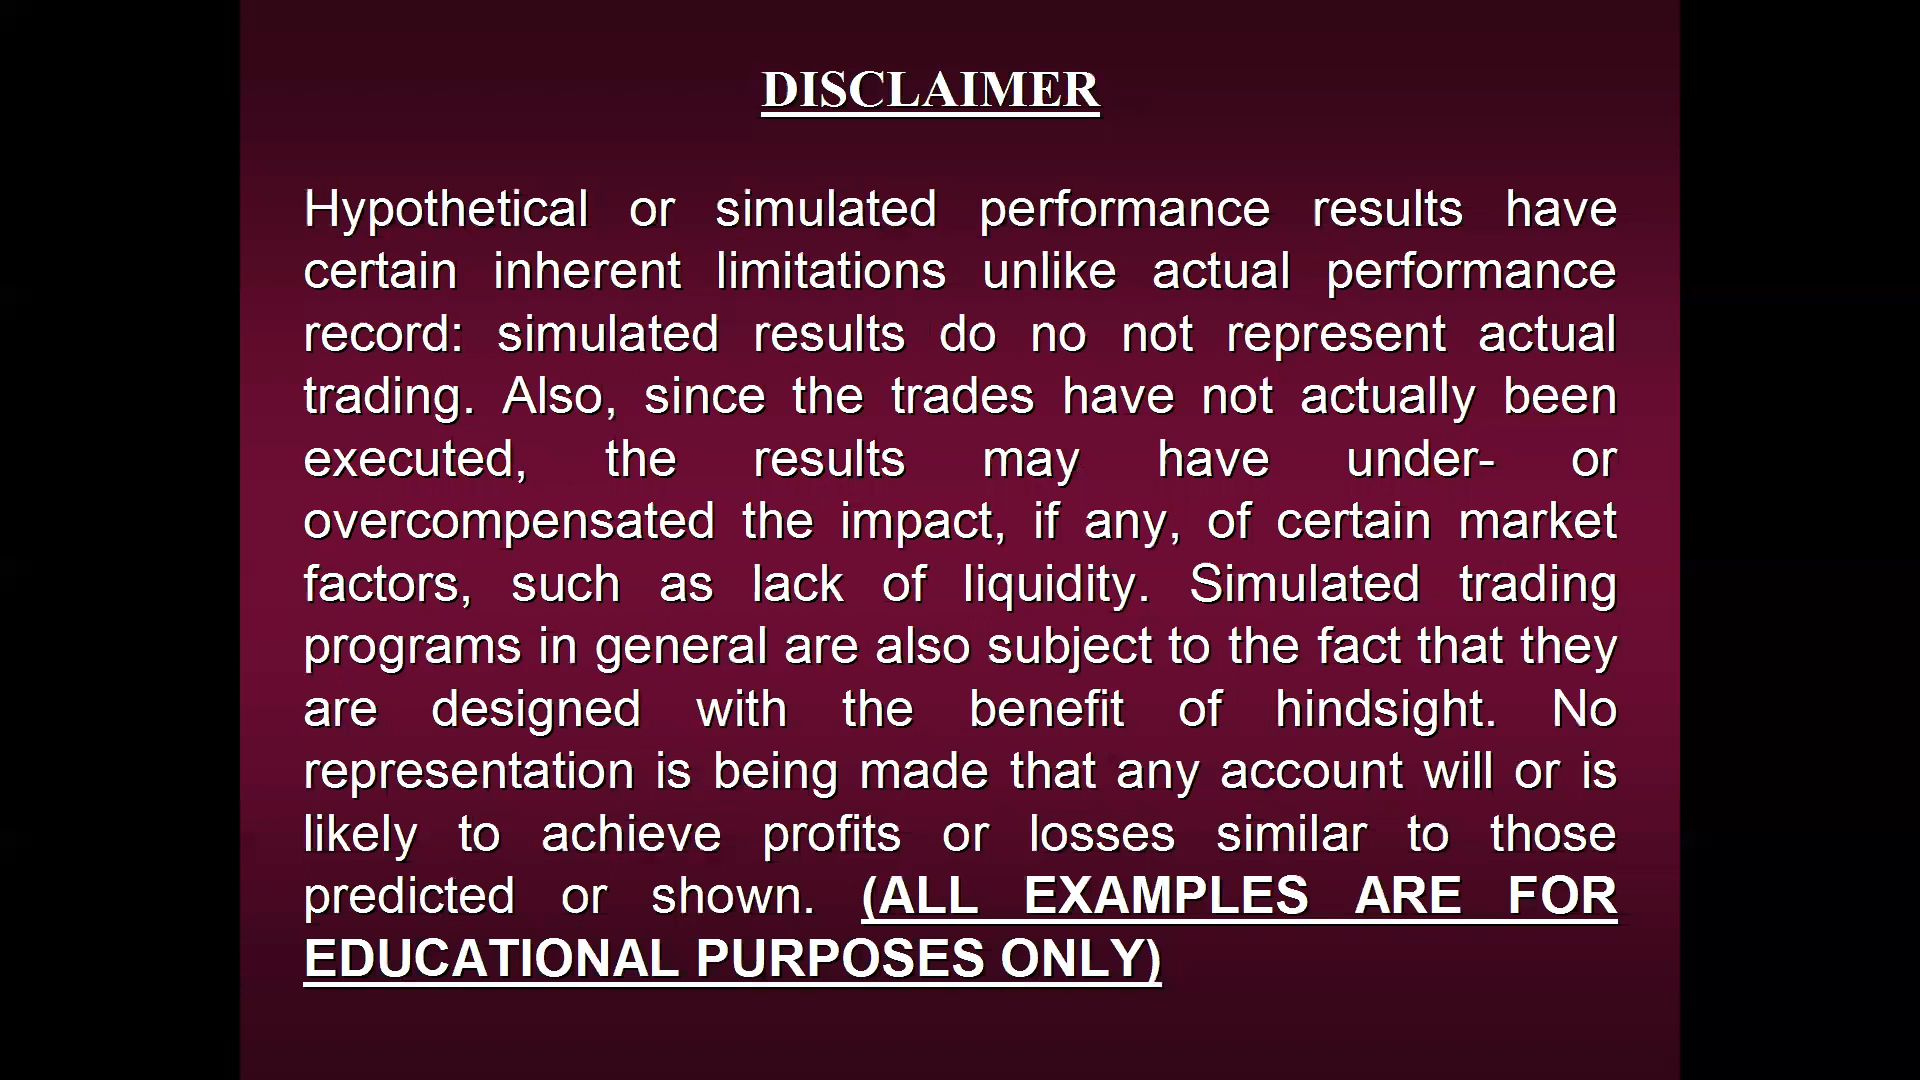 DISCLAIMER
Hypothetical or simulated performance results have
certain inherent limitations unlike actual performance
record: simulated results do no not represent actual
trading. Also, since the trades have not actually been
executed, the results may have under- or
overcompensated the impact, if any, of certain market
factors, such as lack of liquidity. Simulated trading
programs in general are also subject to the fact that they
are designed with the benefit of hindsight. No
representation is being made that any account will or is
likely to achieve profits or losses similar to those
predicted or shown. (ALL EXAMPLES ARE FOR
EDUCATIONAL PURPOSES ONLY)